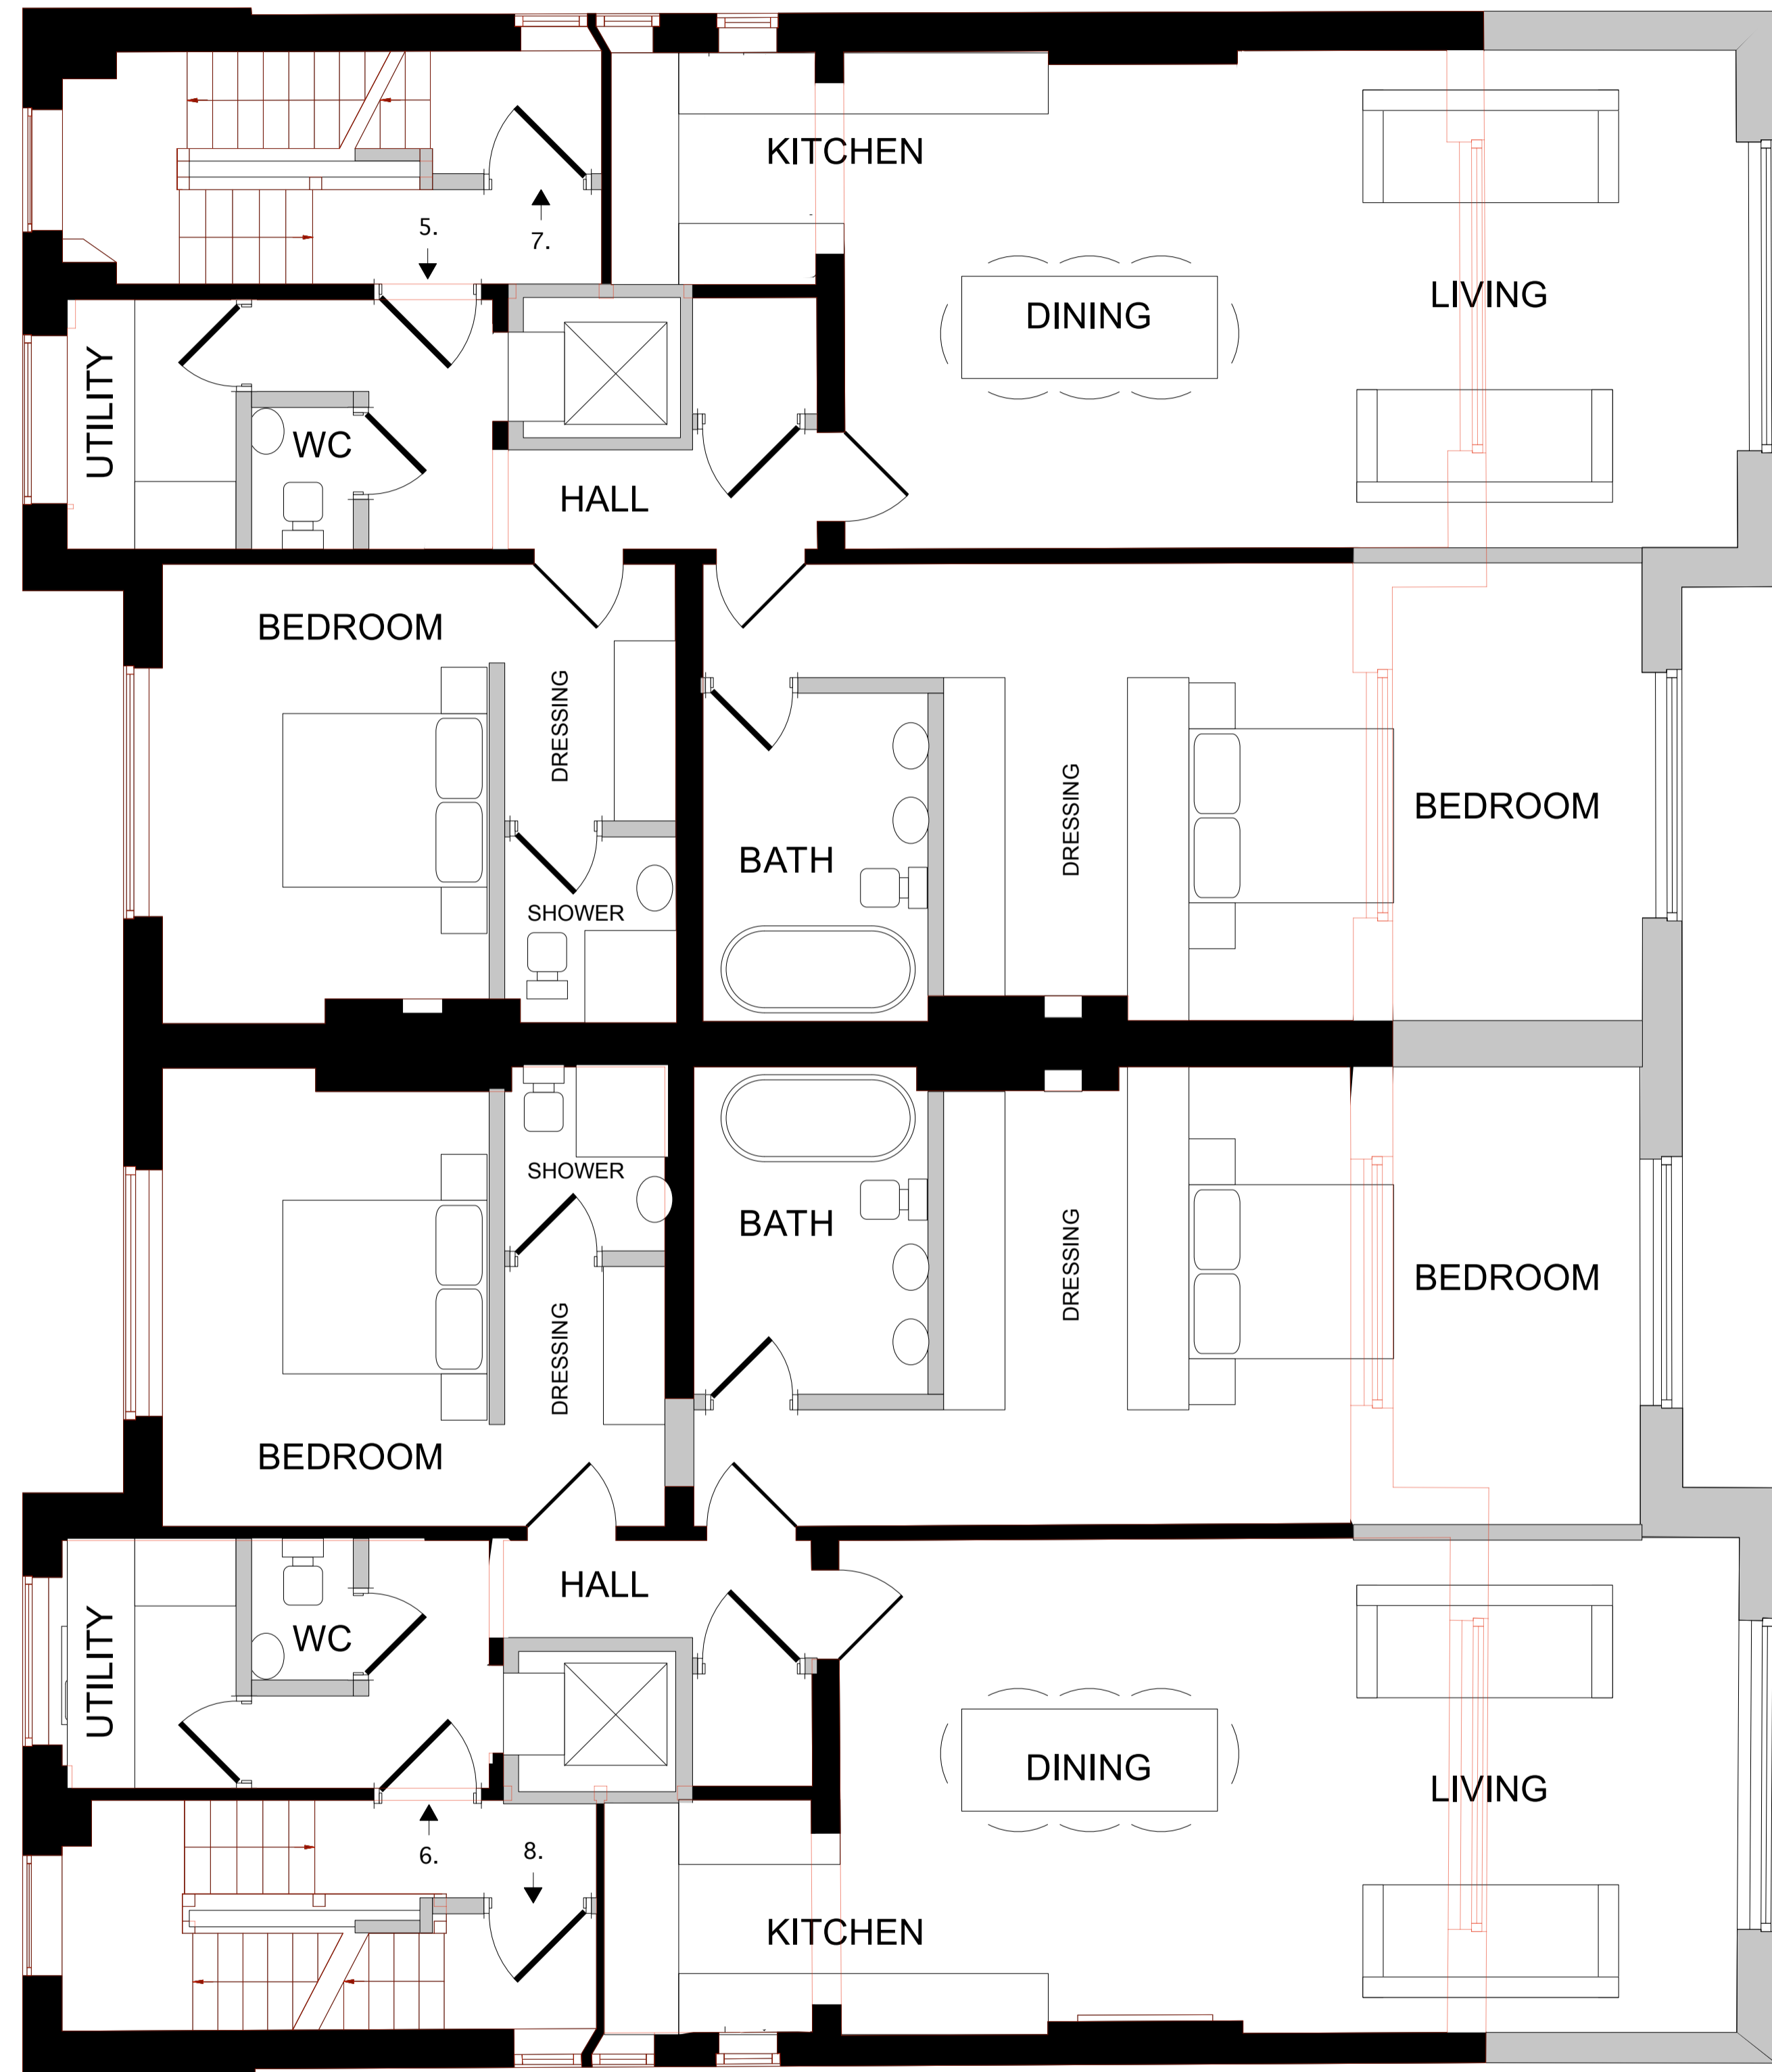 KITCHEN
5.
7.
DINING
LIVING
UTILITY
WC
HALL
BEDROOM
DRESSING
SHOWER
BATH
DRESSING
BEDROOM
SHOWER
BATH
DRESSING
DRESSING
BEDROOM
BEDROOM
HALL
UTILITY
WC
DINING
LIVING
6.
8.
KITCHEN